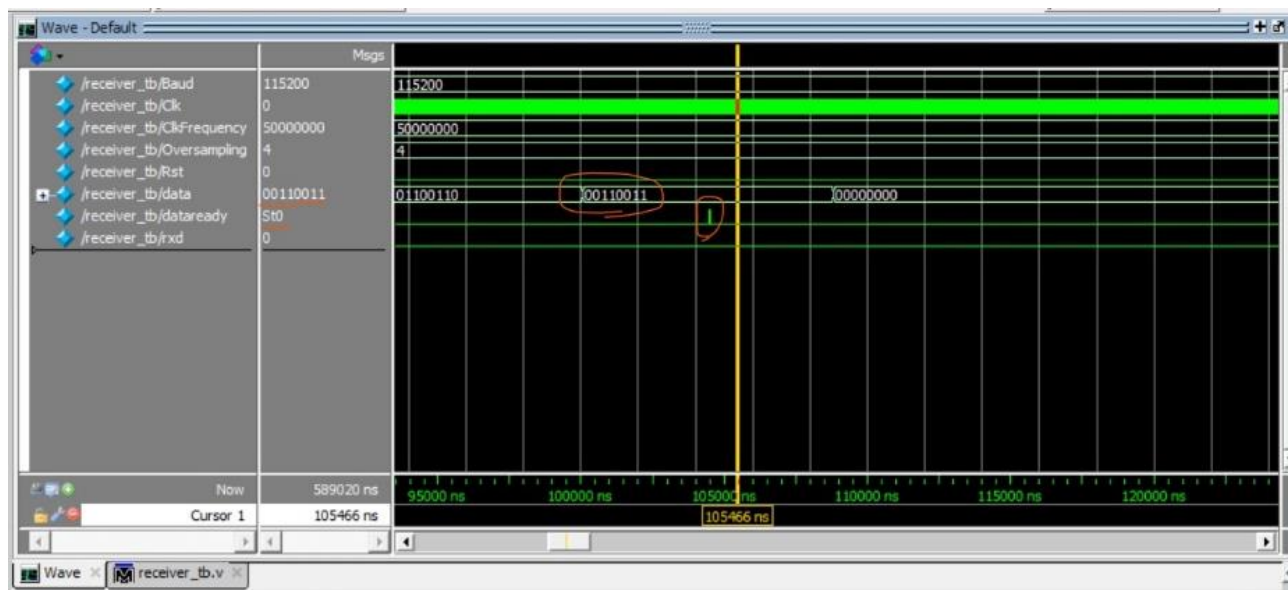 Wave - Default
Msgs
/receiver_tb/Baud 115200 115200
/receiver_tb/Clk 0
/receiver_tb/ClkFrequency 50000000 50000000
/receiver_tb/Oversampling 4 4
/receiver_tb/Rst 0
/receiver_tb/data 00110011 01100110 00110011 00000000
/receiver_tb/dataready St0
/receiver_tb/rxd 0
Now 589020 ns 95000 ns 100000 ns 105000 ns 110000 ns 115000 ns 120000 ns
Cursor 1 105466 ns 105466 ns
Wave receiver_tb.v